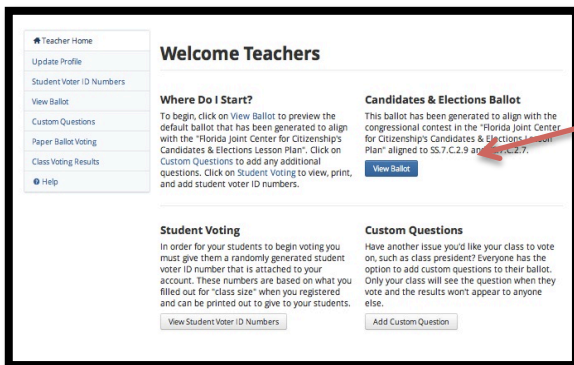 Teacher Home
Update Profile
Student Voter ID Numbers
View Ballot
Custom Questions
Paper Ballot Voting
Class Voting Results
Help
Welcome Teachers
Where Do I Start?
To begin, click on View Ballot to preview the
default ballot that has been generated to align
with the "Florida Joint Center for Citizenship's
Candidates & Elections Lesson Plan". Click on
Custom Questions to add any additional
questions. Click on Student Voting to view, print,
and add student voter ID numbers.
Candidates & Elections Ballot
This ballot has been generated to align with the
congressional contest in the "Florida Joint Center
for Citizenship's Candidates & Elections Lesson
Plan" aligned to SS.7.C.2.9 and .7.C.2.7.
View Ballot
Student Voting
In order for your students to begin voting you
must give them a randomly generated student
voter ID number that is attached to your
account. These numbers are based on what you
filled out for "class size" when you registered
and can be printed out to give to your students.
View Student Voter ID Numbers
Custom Questions
Have another issue you'd like your class to vote
on, such as class president? Everyone has the
option to add custom questions to their ballot.
Only your class will see the question when they
vote and the results won't appear to anyone
else.
Add Custom Question